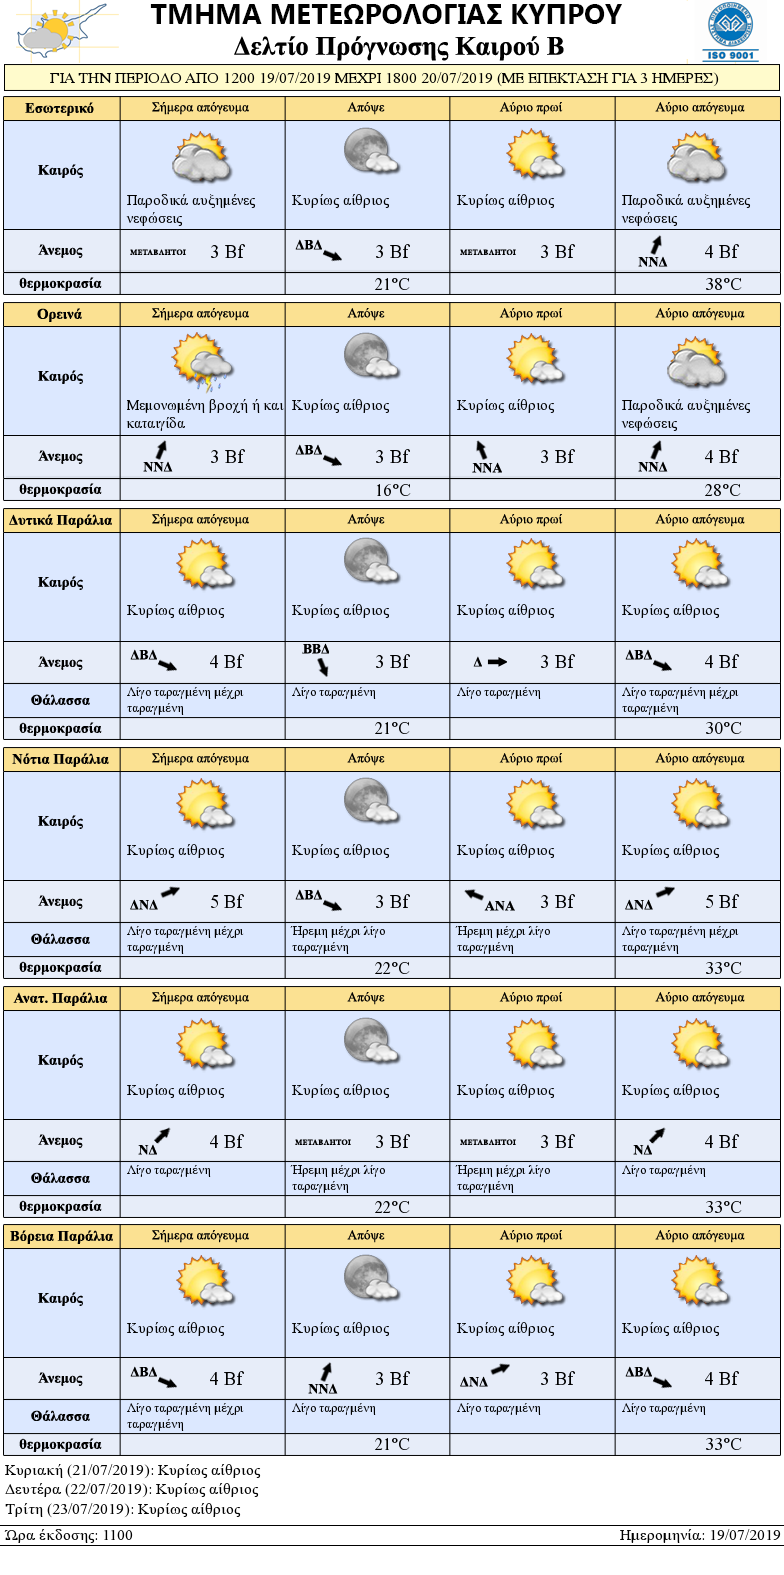 ΤΜΗΜΑ ΜΕΤΕΩΡΟΛΟΓΙΑΣ ΚΥΠΡΟΥ
Δελτίο Πρόγνωσης Καιρού Β
ISO 9001
ΓΙΑ ΤΗΝ ΠΕΡΙΟΔΟ ΑΠΟ 1200 19/07/2019 ΜΕΧΡΙ 1800 20/07/2019 (ΜΕ ΕΠΕΚΤΑΣΗ ΓΙΑ 3 ΗΜΕΡΕΣ)
Εσωτερικό Σήμερα απόγευμα Απόψε Αύριο πρωί Αύριο απόγευμα
Καιρός
Παροδικά αυξημένες Κυρίως αίθριος Κυρίως αίθριος Παροδικά αυξημένες
νεφώσεις νεφώσεις
Άνεμος ΜΕΤΑΒΛΗΤΟΙ 3 Bf ΔΒΔ 3 Bf ΜΕΤΑΒΛΗΤΟΙ 3 Bf ΝΝΔ 4 Bf
θερμοκρασία 21°C 38°C
Ορεινά Σήμερα απόγευμα Απόψε Αύριο πρωί Αύριο απόγευμα
Καιρός
Μεμονωμένη βροχή ή και Κυρίως αίθριος Κυρίως αίθριος Παροδικά αυξημένες
καταιγίδα νεφώσεις
Άνεμος ΝΝΔ 3 Bf ΔΒΔ 3 Bf ΝΝΑ 3 Bf ΝΝΔ 4 Bf
θερμοκρασία 16°C 28°C
Δυτικά Παράλια Σήμερα απόγευμα Απόψε Αύριο πρωί Αύριο απόγευμα
Καιρός
Κυρίως αίθριος Κυρίως αίθριος Κυρίως αίθριος Κυρίως αίθριος
Άνεμος ΔΒΔ 4 Bf ΒΒΔ 3 Bf Δ 3 Bf ΔΒΔ 4 Bf
Θάλασσα Λίγο ταραγμένη μέχρι Λίγο ταραγμένη Λίγο ταραγμένη Λίγο ταραγμένη μέχρι
ταραγμένη ταραγμένη
θερμοκρασία 21°C 30°C
Νότια Παράλια Σήμερα απόγευμα Απόψε Αύριο πρωί Αύριο απόγευμα
Καιρός
Κυρίως αίθριος Κυρίως αίθριος Κυρίως αίθριος Κυρίως αίθριος
Άνεμος ΔΝΔ 5 Bf ΔΒΔ 3 Bf ΑΝΑ 3 Bf ΔΝΔ 5 Bf
Θάλασσα Λίγο ταραγμένη μέχρι Ήρεμη μέχρι λίγο Ήρεμη μέχρι λίγο Λίγο ταραγμένη μέχρι
ταραγμένη ταραγμένη ταραγμένη ταραγμένη
θερμοκρασία 22°C 33°C
Ανατ. Παράλια Σήμερα απόγευμα Απόψε Αύριο πρωί Αύριο απόγευμα
Καιρός
Κυρίως αίθριος Κυρίως αίθριος Κυρίως αίθριος Κυρίως αίθριος
Άνεμος ΝΔ 4 Bf ΜΕΤΑΒΛΗΤΟΙ 3 Bf ΜΕΤΑΒΛΗΤΟΙ 3 Bf ΝΔ 4 Bf
Θάλασσα Λίγο ταραγμένη Ήρεμη μέχρι λίγο Ήρεμη μέχρι λίγο Λίγο ταραγμένη
ταραγμένη ταραγμένη
θερμοκρασία 22°C 33°C
Βόρεια Παράλια Σήμερα απόγευμα Απόψε Αύριο πρωί Αύριο απόγευμα
Καιρός
Κυρίως αίθριος Κυρίως αίθριος Κυρίως αίθριος Κυρίως αίθριος
Άνεμος ΔΒΔ 4 Bf ΝΝΔ 3 Bf ΔΝΔ 3 Bf ΔΒΔ 4 Bf
Θάλασσα Λίγο ταραγμένη μέχρι Λίγο ταραγμένη Λίγο ταραγμένη Λίγο ταραγμένη
ταραγμένη
θερμοκρασία 21°C 33°C
Κυριακή (21/07/2019): Κυρίως αίθριος
Δευτέρα (22/07/2019): Κυρίως αίθριος
Τρίτη (23/07/2019): Κυρίως αίθριος
Ώρα έκδοσης: 1100 Ημερομηνία: 19/07/2019